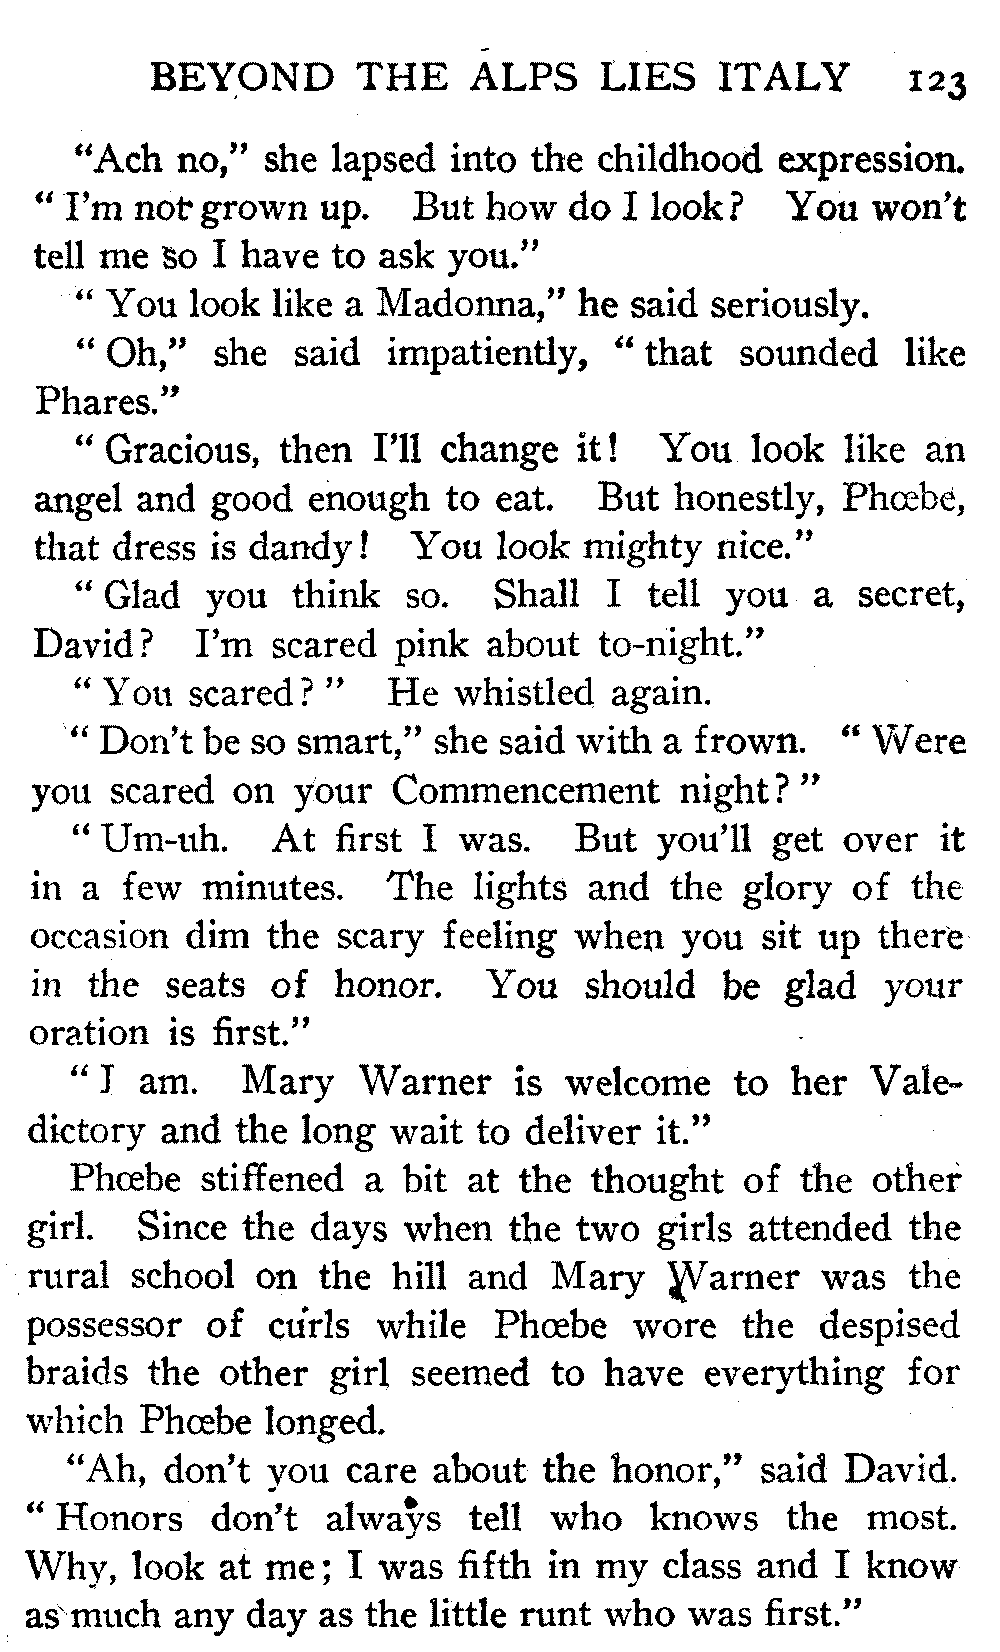 BEYOND THE ALPS LIES ITALY 123
"Ach no," she lapsed into the childhood expression.
"I'm not grown up. But how do I look? You won't
tell me so I have to ask you."
"You look like a Madonna," he said seriously.
"Oh," she said impatiently, "that sounded like
Phares."
"Gracious, then I'll change it! You look like an
angel and good enough to eat. But honestly, Phœbe,
that dress is dandy! You look mighty nice."
"Glad you think so. Shall I tell you a secret,
David? I'm scared pink about to-night."
"You scared?" He whistled again.
"Don't be so smart," she said with a frown. "Were
you scared on your Commencement night?"
"Um-uh. At first I was. But you'll get over it
in a few minutes. The lights and the glory of the
occasion dim the scary feeling when you sit up there
in the seats of honor. You should be glad your
oration is first."
"I am. Mary Warner is welcome to her Vale-
dictory and the long wait to deliver it."
Phœbe stiffened a bit at the thought of the other
girl. Since the days when the two girls attended the
rural school on the hill and Mary Warner was the
possessor of curls while Phœbe wore the despised
braids the other girl seemed to have everything for
which Phœbe longed.
"Ah, don't you care about the honor," said David.
"Honors don't always tell who knows the most.
Why, look at me; I was fifth in my class and I know
as much any day as the little runt who was first."